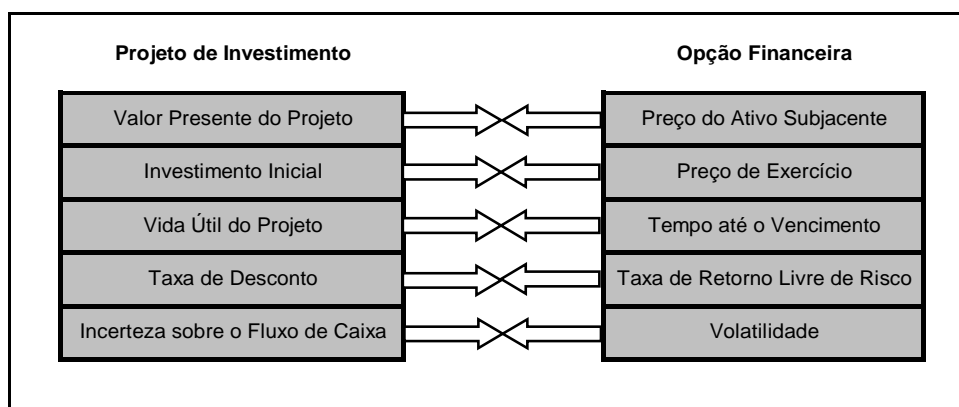 Projeto de Investimento
Opção Financeira
Valor Presente do Projeto
Preço do Ativo Subjacente
Investimento Inicial
Preço de Exercício
Vida Útil do Projeto
Tempo até o Vencimento
Taxa de Desconto
Taxa de Retorno Livre de Risco
Incerteza sobre o Fluxo de Caixa
Volatilidade